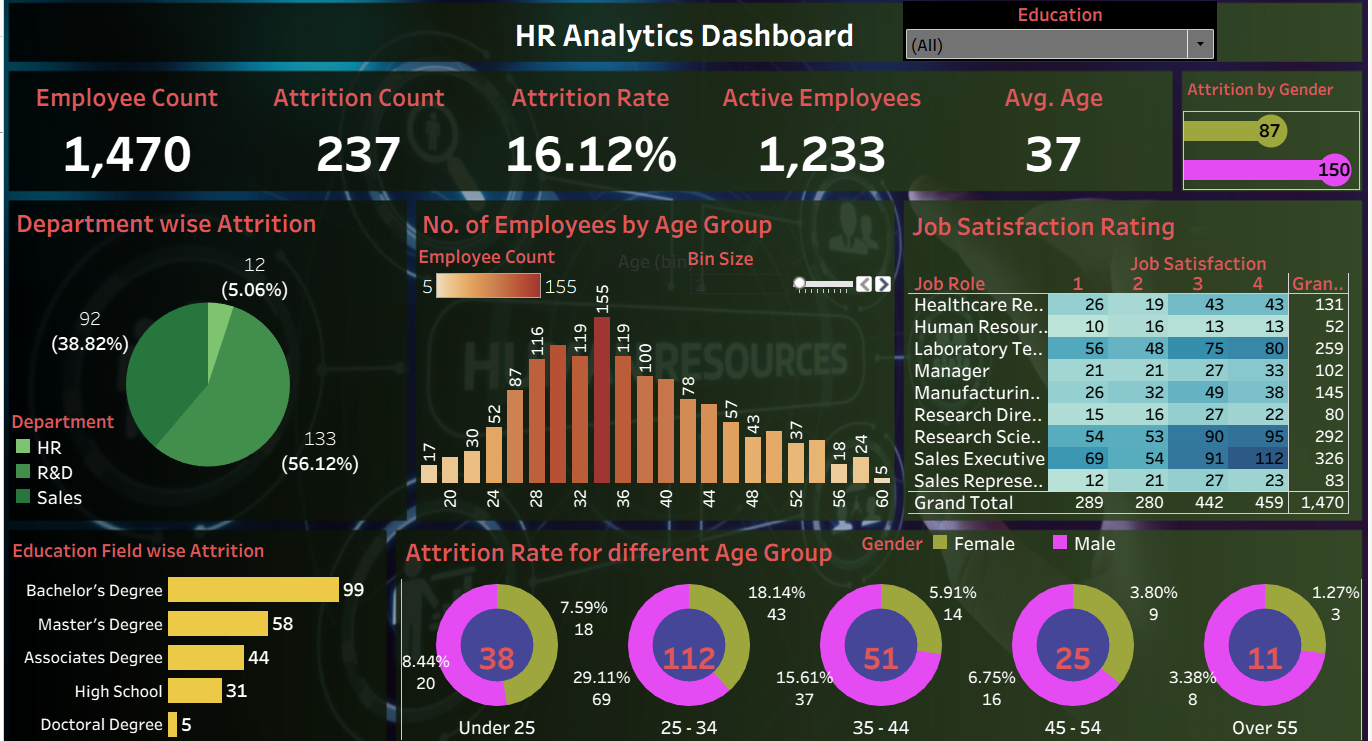 HR Analytics Dashboard
Education
(All)
Employee Count
Attrition Count
Attrition Rate
Active Employees
Avg. Age
1,470
237
16.12%
1,233
37
Attrition by Gender
87
150
Department wise Attrition
12
(5.06%)
92
(38.82%)
133
(56.12%)
Department
HR
R&D
Sales
No. of Employees by Age Group
Employee Count
5
155
Age (bin)
Bin Size
2
17
30
52
87
116
119
155
119
100
78
57
43
37
18
24
5
20
24
28
32
36
40
44
48
52
56
60
RESOURCES
Job Satisfaction Rating
Job Satisfaction
Job Role 1 2 3 4 Gran..
Healthcare Re.. 26 19 43 43 131
Human Resour.. 10 16 13 13 52
Laboratory Te.. 56 48 75 80 259
Manager 21 21 27 33 102
Manufacturin.. 26 32 49 38 145
Research Dire.. 15 16 27 22 80
Research Scie.. 54 53 90 95 292
Sales Executive 69 54 91 112 326
Sales Represe.. 12 21 27 23 83
Grand Total 289 280 442 459 1,470
Education Field wise Attrition
Bachelor's Degree 99
Master's Degree 58
Associates Degree 44
High School 31
Doctoral Degree 5
Attrition Rate for different Age Group
Gender
Female
Male
7.59%
18
38
8.44%
20
Under 25
18.14%
43
112
29.11%
69
25 - 34
5.91%
14
51
15.61%
37
35 - 44
3.80%
9
25
6.75%
16
45 - 54
1.27%
3
11
3.38%
8
Over 55